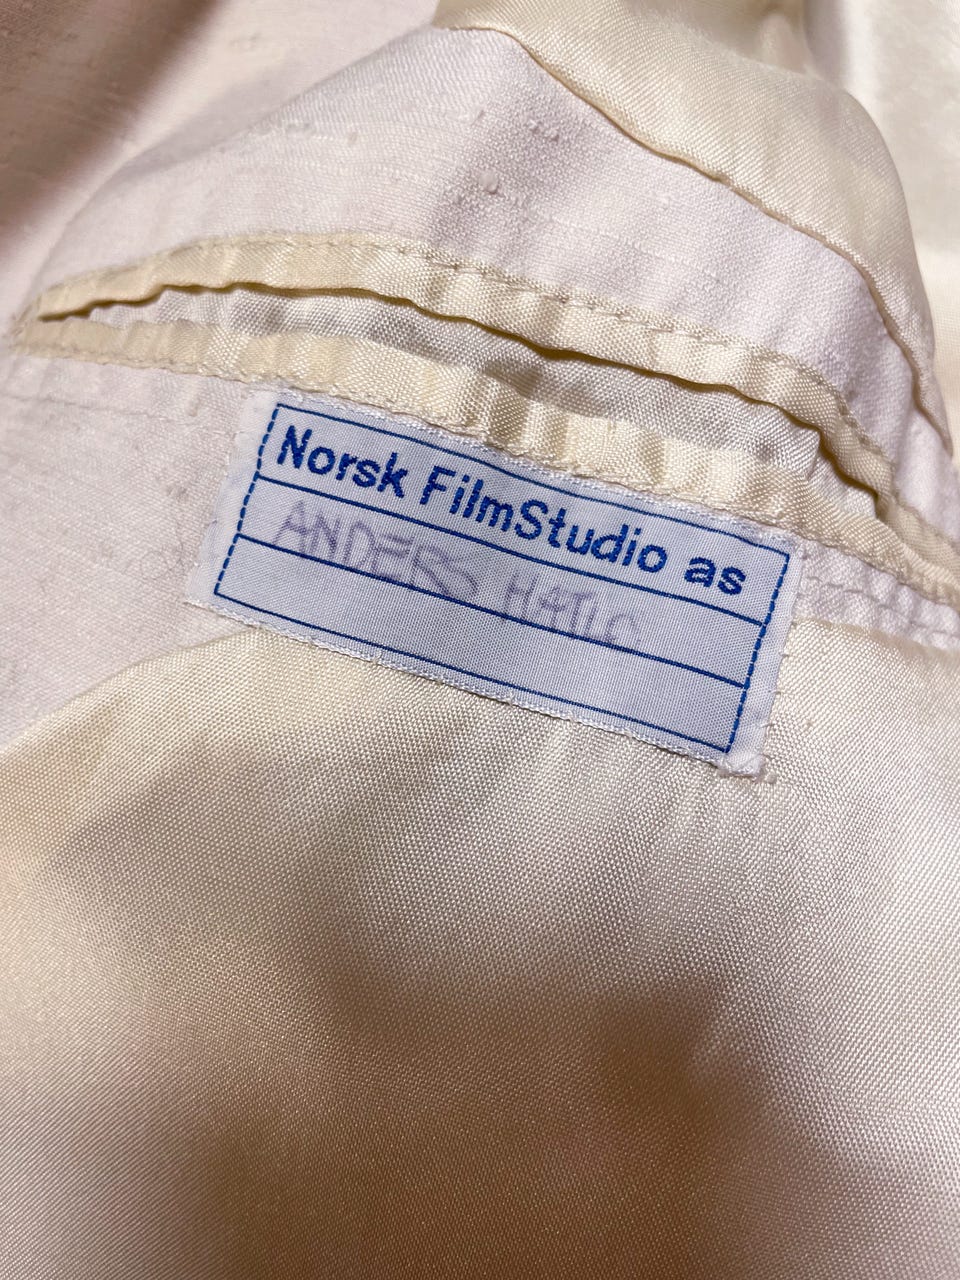 Norsk FilmStudio as
ANDERS HATLO